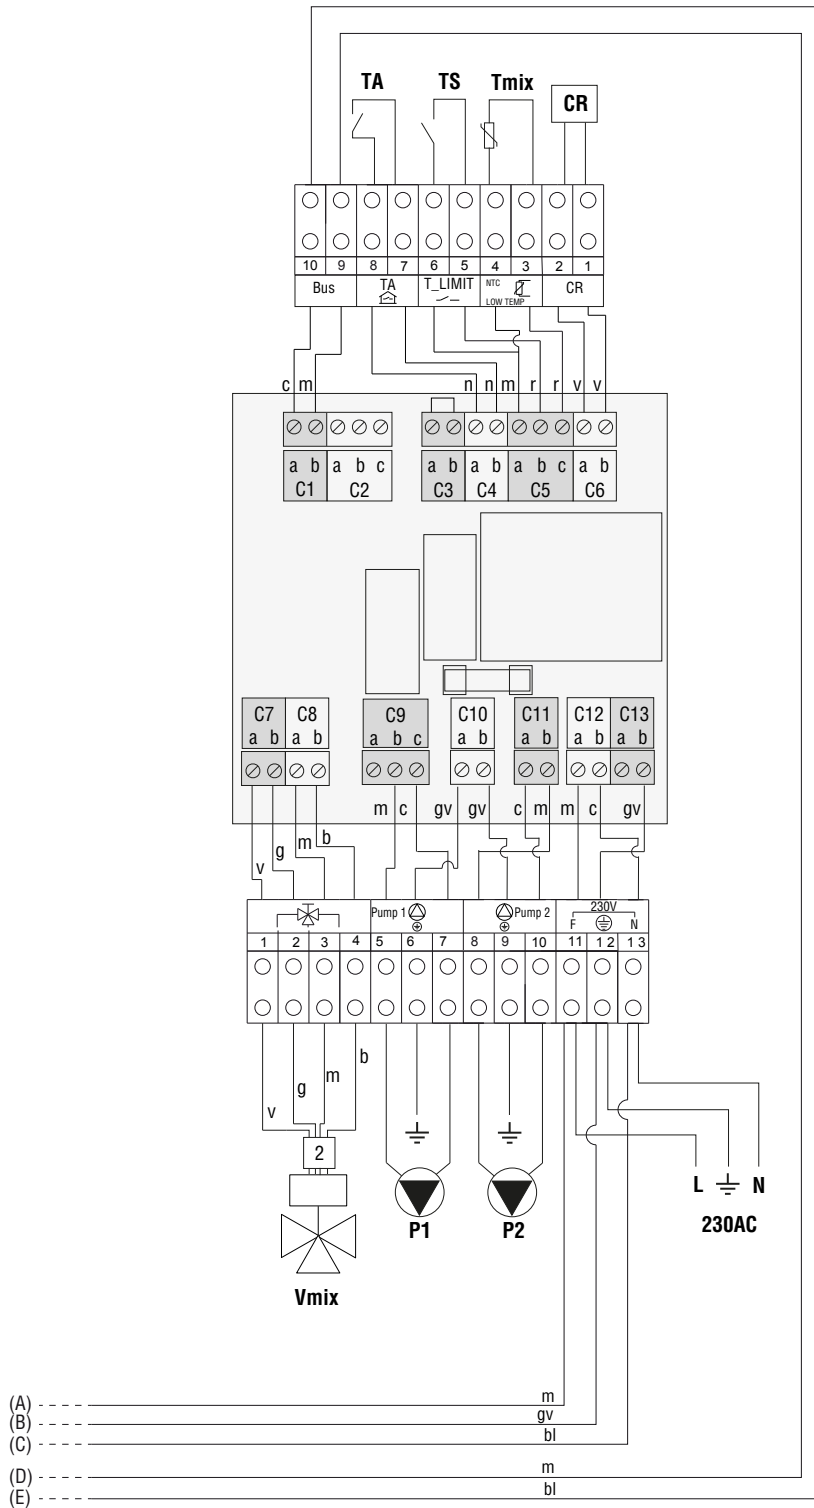 TA TS Tmix CR
10 9 8 7 6 5 4 3 2 1
Bus TA T_LIMIT NTC LOW TEMP CR
c m n n m r r v v
a b a b c a b a b a b c a b
C1 C2 C3 C4 C5 C6
C7 C8 C9 C10 C11 C12 C13
a b a b a b c a b a b a b a b
m c gv gv c m m c gv
v g m b
Pump 1 Pump 2 230V
F N
1 2 3 4 5 6 7 8 9 10 11 1 2 1 3
v g m b
2
L N
P1 P2 230AC
Vmix
(A) m
(B) gv
(C) bl
(D) m
(E) bl